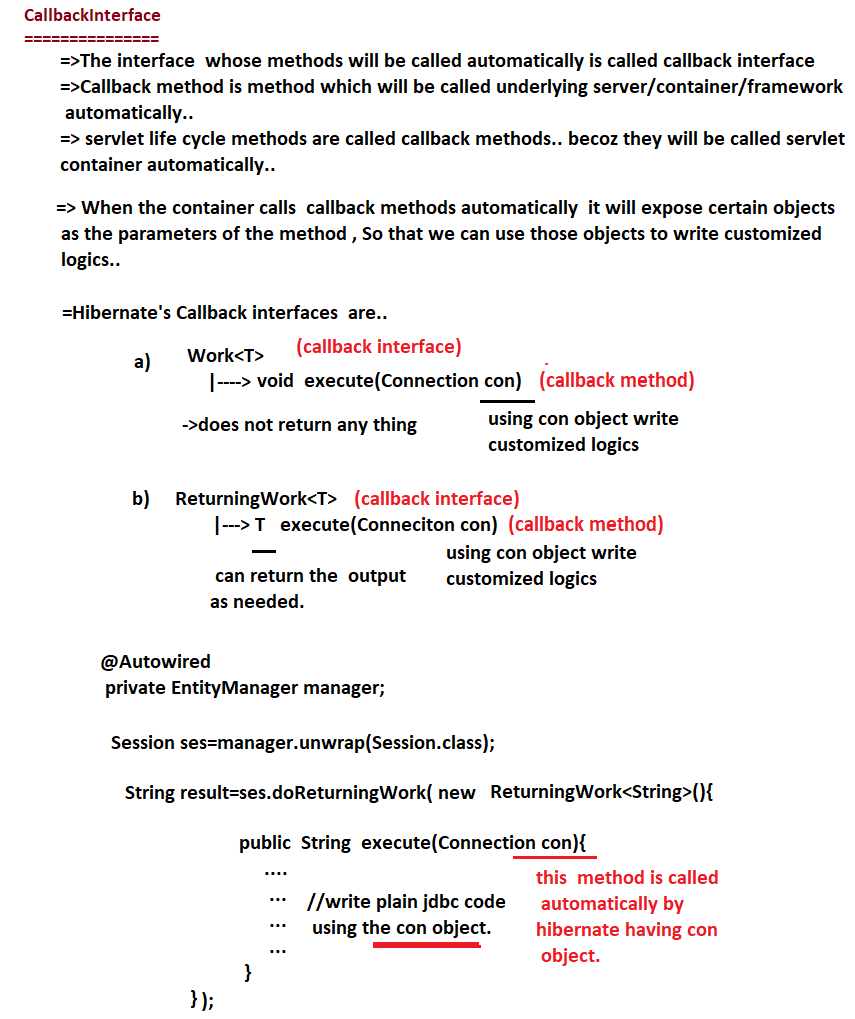 CallbackInterface
===============
=>The interface whose methods will be called automatically is called callback interface
=>Callback method is method which will be called underlying server/container/framework
automatically..
=> servlet life cycle methods are called callback methods.. becoz they will be called servlet
container automatically..
=> When the container calls callback methods automatically it will expose certain objects
as the parameters of the method , So that we can use those objects to write customized
logics..
=Hibernate's Callback interfaces are..
a) Work<T> (callback interface)
|----> void execute(Connection con) (callback method)
->does not return any thing
using con object write
customized logics
b) ReturningWork<T> (callback interface)
|---> T execute(Conneciton con) (callback method)
using con object write
customized logics
can return the output
as needed.
@Autowired
private EntityManager manager;
Session ses=manager.unwrap(Session.class);
String result=ses.doReturningWork( new ReturningWork<String>(){
public String execute(Connection con){
....
... //write plain jdbc code
... using the con object.
...
this method is called
automatically by
hibernate having con
object.
}
});